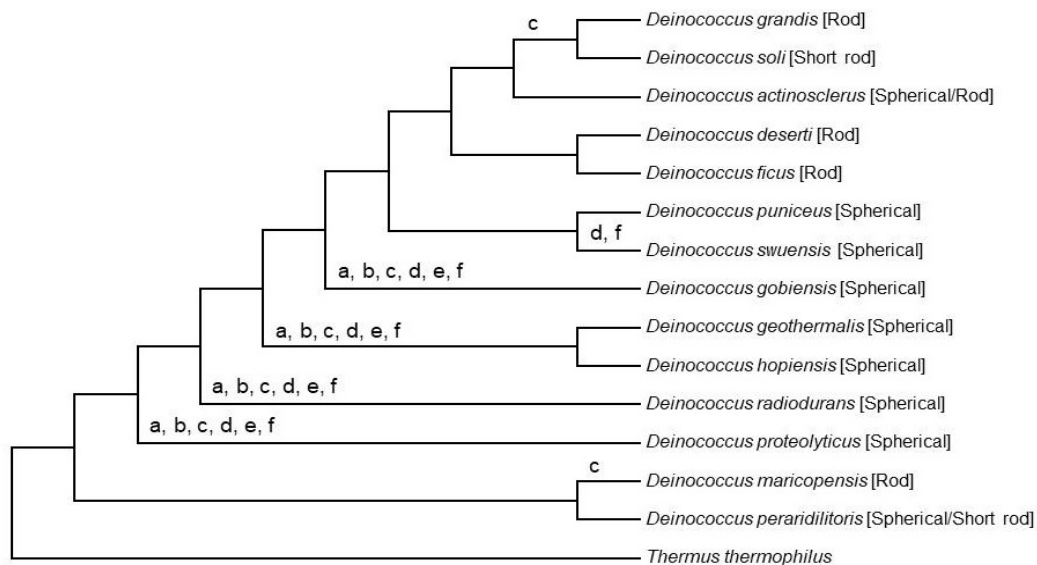 c
Deinococcus grandis [Rod]
Deinococcus soli [Short rod]
Deinococcus actinosclerus [Spherical/Rod]
Deinococcus deserti [Rod]
Deinococcus ficus [Rod]
Deinococcus puniceus [Spherical]
d, f
Deinococcus swuensis [Spherical]
a, b, c, d, e, f
Deinococcus gobiensis [Spherical]
Deinococcus geothermalis [Spherical]
a, b, c, d, e, f
Deinococcus hopiensis [Spherical]
a, b, c, d, e, f
Deinococcus radiodurans [Spherical]
a, b, c, d, e, f
Deinococcus proteolyticus [Spherical]
c
Deinococcus maricopensis [Rod]
Deinococcus peraridilitoris [Spherical/Short rod]
Thermus thermophilus